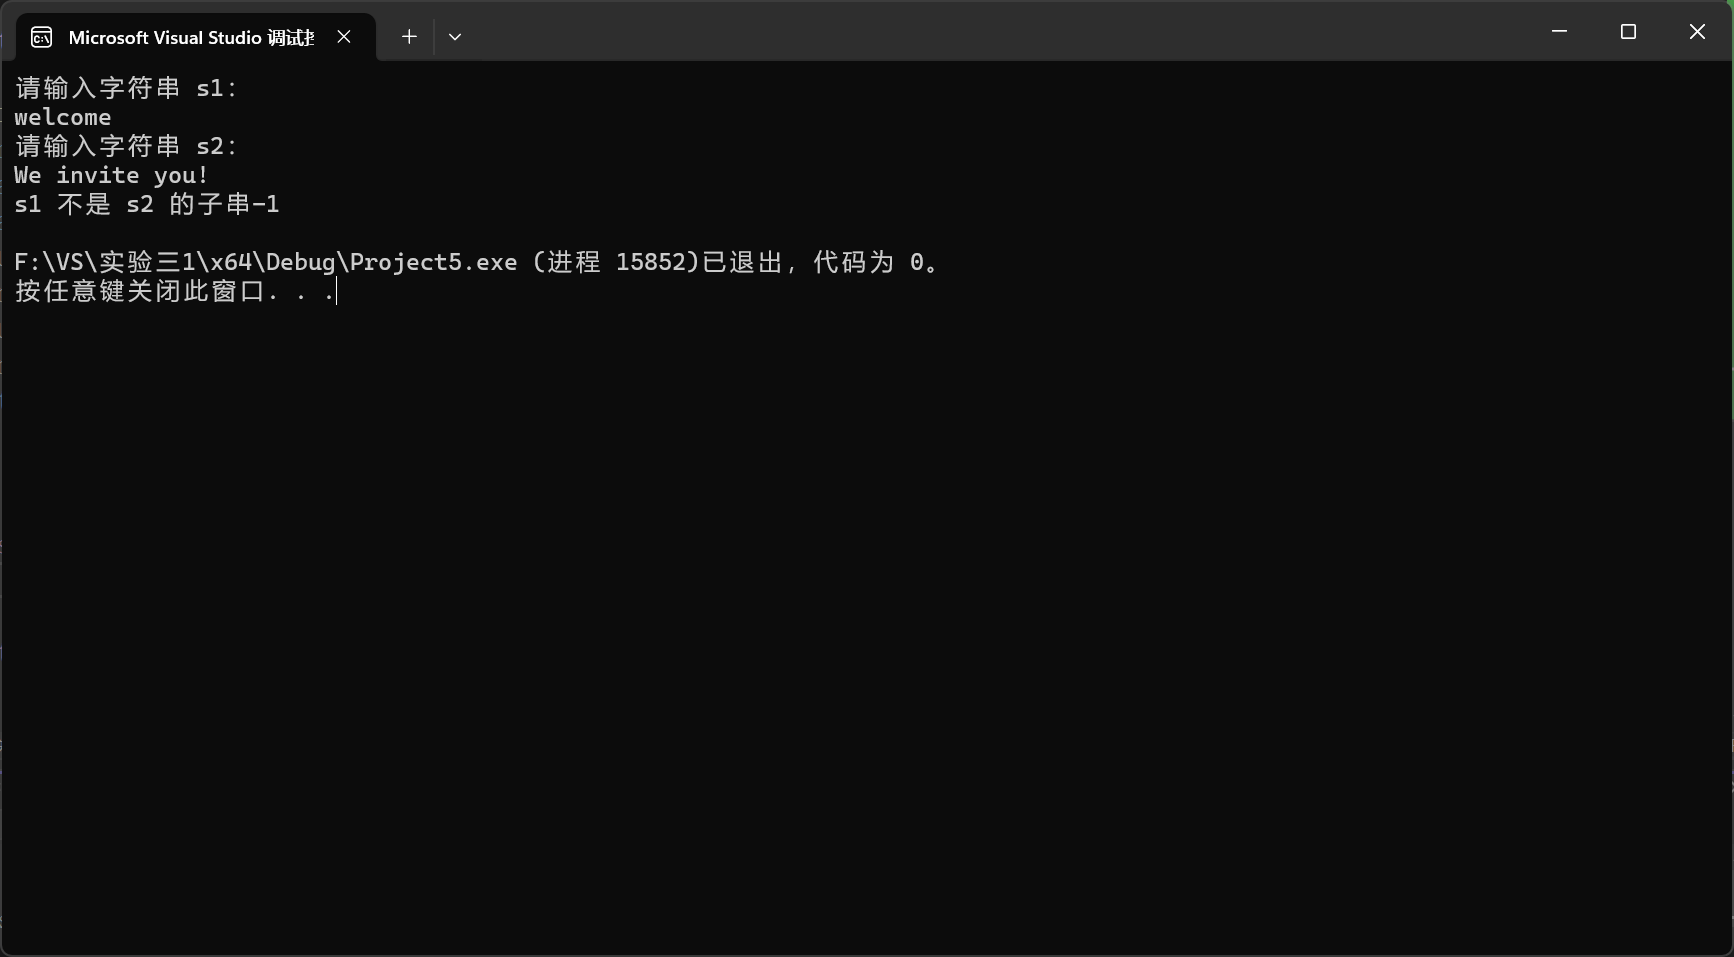 Microsoft Visual Studio 调试
请输入字符串 s1:
welcome
请输入字符串 s2:
We invite you!
s1 不是 s2 的子串-1
F:\VS\实验三1\x64\Debug\Project5.exe (进程 15852)已退出，代码为 0。
按任意键关闭此窗口. . .